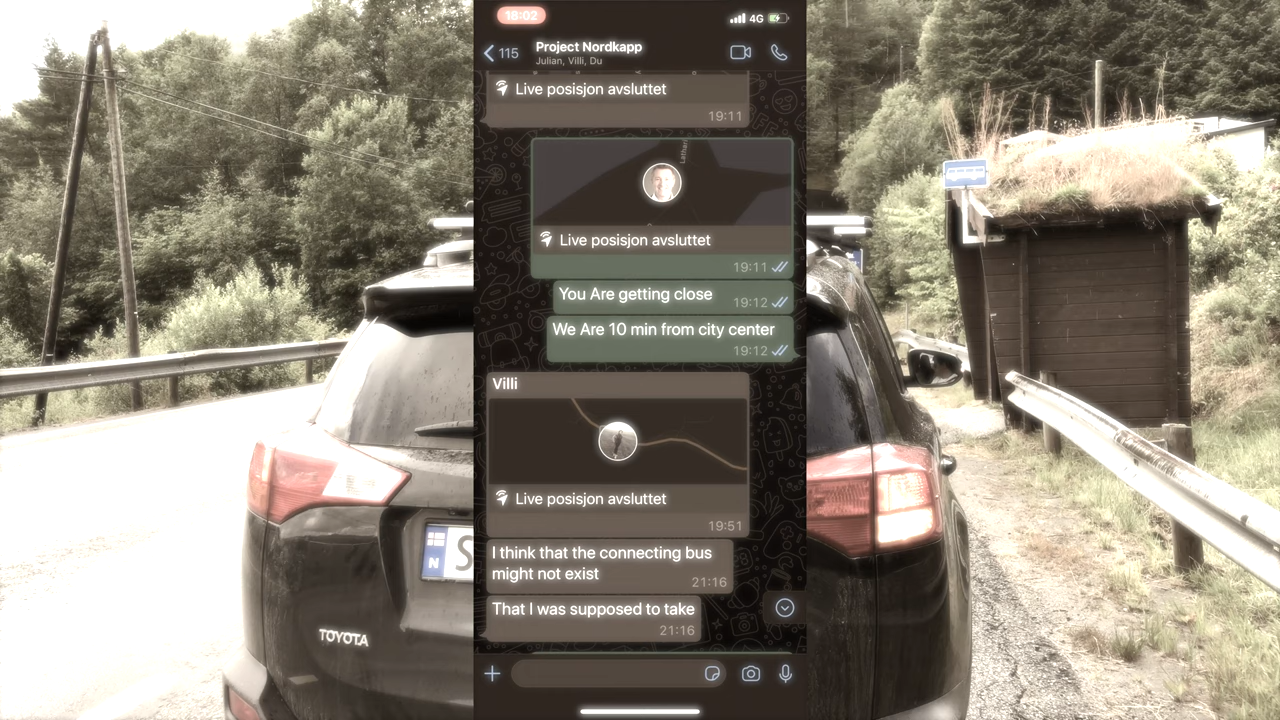 18:02
4G
115
Project Nordkapp
Julian, Villi, Du
Live posisjon avsluttet
19:11
Live posisjon avsluttet
19:11
You Are getting close
19:12
We Are 10 min from city center
19:12
Villi
Live posisjon avsluttet
19:51
I think that the connecting bus
might not exist
21:16
That I was supposed to take
21:16
N
S
TOYOTA